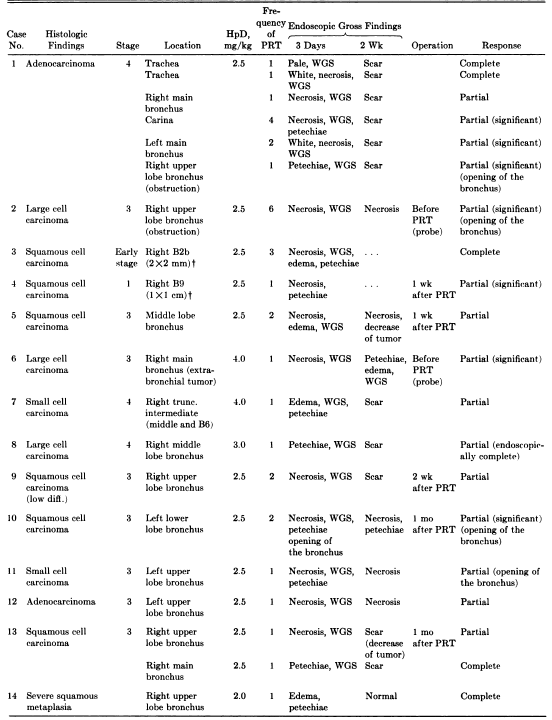 Fre-
quency Endoscopic Gross Findings
Case Histologic HpD, of
No. Findings Stage Location mg/kg PRT 3 Days 2 Wk Operation Response
1 Adenocarcinoma 4 Trachea 2.5 1 Pale, WGS Scar Complete
Trachea 1 White, necrosis, Scar Complete
WGS
Right main 1 Necrosis, WGS Scar Partial
bronchus
Carina 4 Necrosis, WGS, Scar Partial (significant)
petechiae
Left main 2 White, necrosis, Scar Partial (significant)
bronchus WGS
Right upper 1 Petechiae, WGS Scar Partial (significant)
lobe bronchus (opening of the
(obstruction) bronchus)
2 Large cell 3 Right upper 2.5 6 Necrosis, WGS Necrosis Before Partial (significant)
carcinoma lobe bronchus PRT (opening of the
(obstruction) (probe) bronchus)
3 Squamous cell Early Right B2b 2.5 3 Necrosis, WGS, . . . Complete
carcinoma stage (2×2 mm)† edema, petechiae
4 Squamous cell 1 Right B9 2.5 1 Necrosis, . . . 1 wk Partial (significant)
carcinoma (1×1 cm)† petechiae after PRT
5 Squamous cell 3 Middle lobe 2.5 2 Necrosis, Necrosis, 1 wk Partial
carcinoma bronchus edema, WGS decrease after PRT
of tumor
6 Large cell 3 Right main 4.0 1 Necrosis, WGS Petechiae, Before Partial (significant)
carcinoma bronchus (extra- edema, PRT
bronchial tumor) WGS (probe)
7 Small cell 4 Right trunc. 4.0 1 Edema, WGS, Scar Partial
carcinoma intermediate petechiae
(middle and B6)
8 Large cell 4 Right middle 3.0 1 Petechiae, WGS Scar Partial (endoscopic-
carcinoma lobe bronchus ally complete)
9 Squamous cell 3 Right upper 2.5 2 Necrosis, WGS Scar 2 wk Partial
carcinoma lobe bronchus after PRT
(low diff.)
10 Squamous cell 3 Left lower 2.5 2 Necrosis, WGS, Necrosis, 1 mo Partial (significant)
carcinoma lobe bronchus petechiae petechiae after PRT (opening of the
opening of bronchus)
the bronchus
11 Small cell 3 Left upper 2.5 1 Necrosis, WGS, Necrosis Partial (opening of
carcinoma lobe bronchus petechiae the bronchus)
12 Adenocarcinoma 3 Left upper 2.5 1 Necrosis, WGS Necrosis Partial
lobe bronchus
13 Squamous cell 3 Right upper 2.5 1 Necrosis, WGS Scar 1 mo Partial
carcinoma lobe bronchus (decrease after PRT
of tumor)
Right main 2.5 1 Petechiae, WGS Scar Complete
bronchus
14 Severe squamous Right upper 2.0 1 Edema, Normal Complete
metaplasia lobe bronchus petechiae